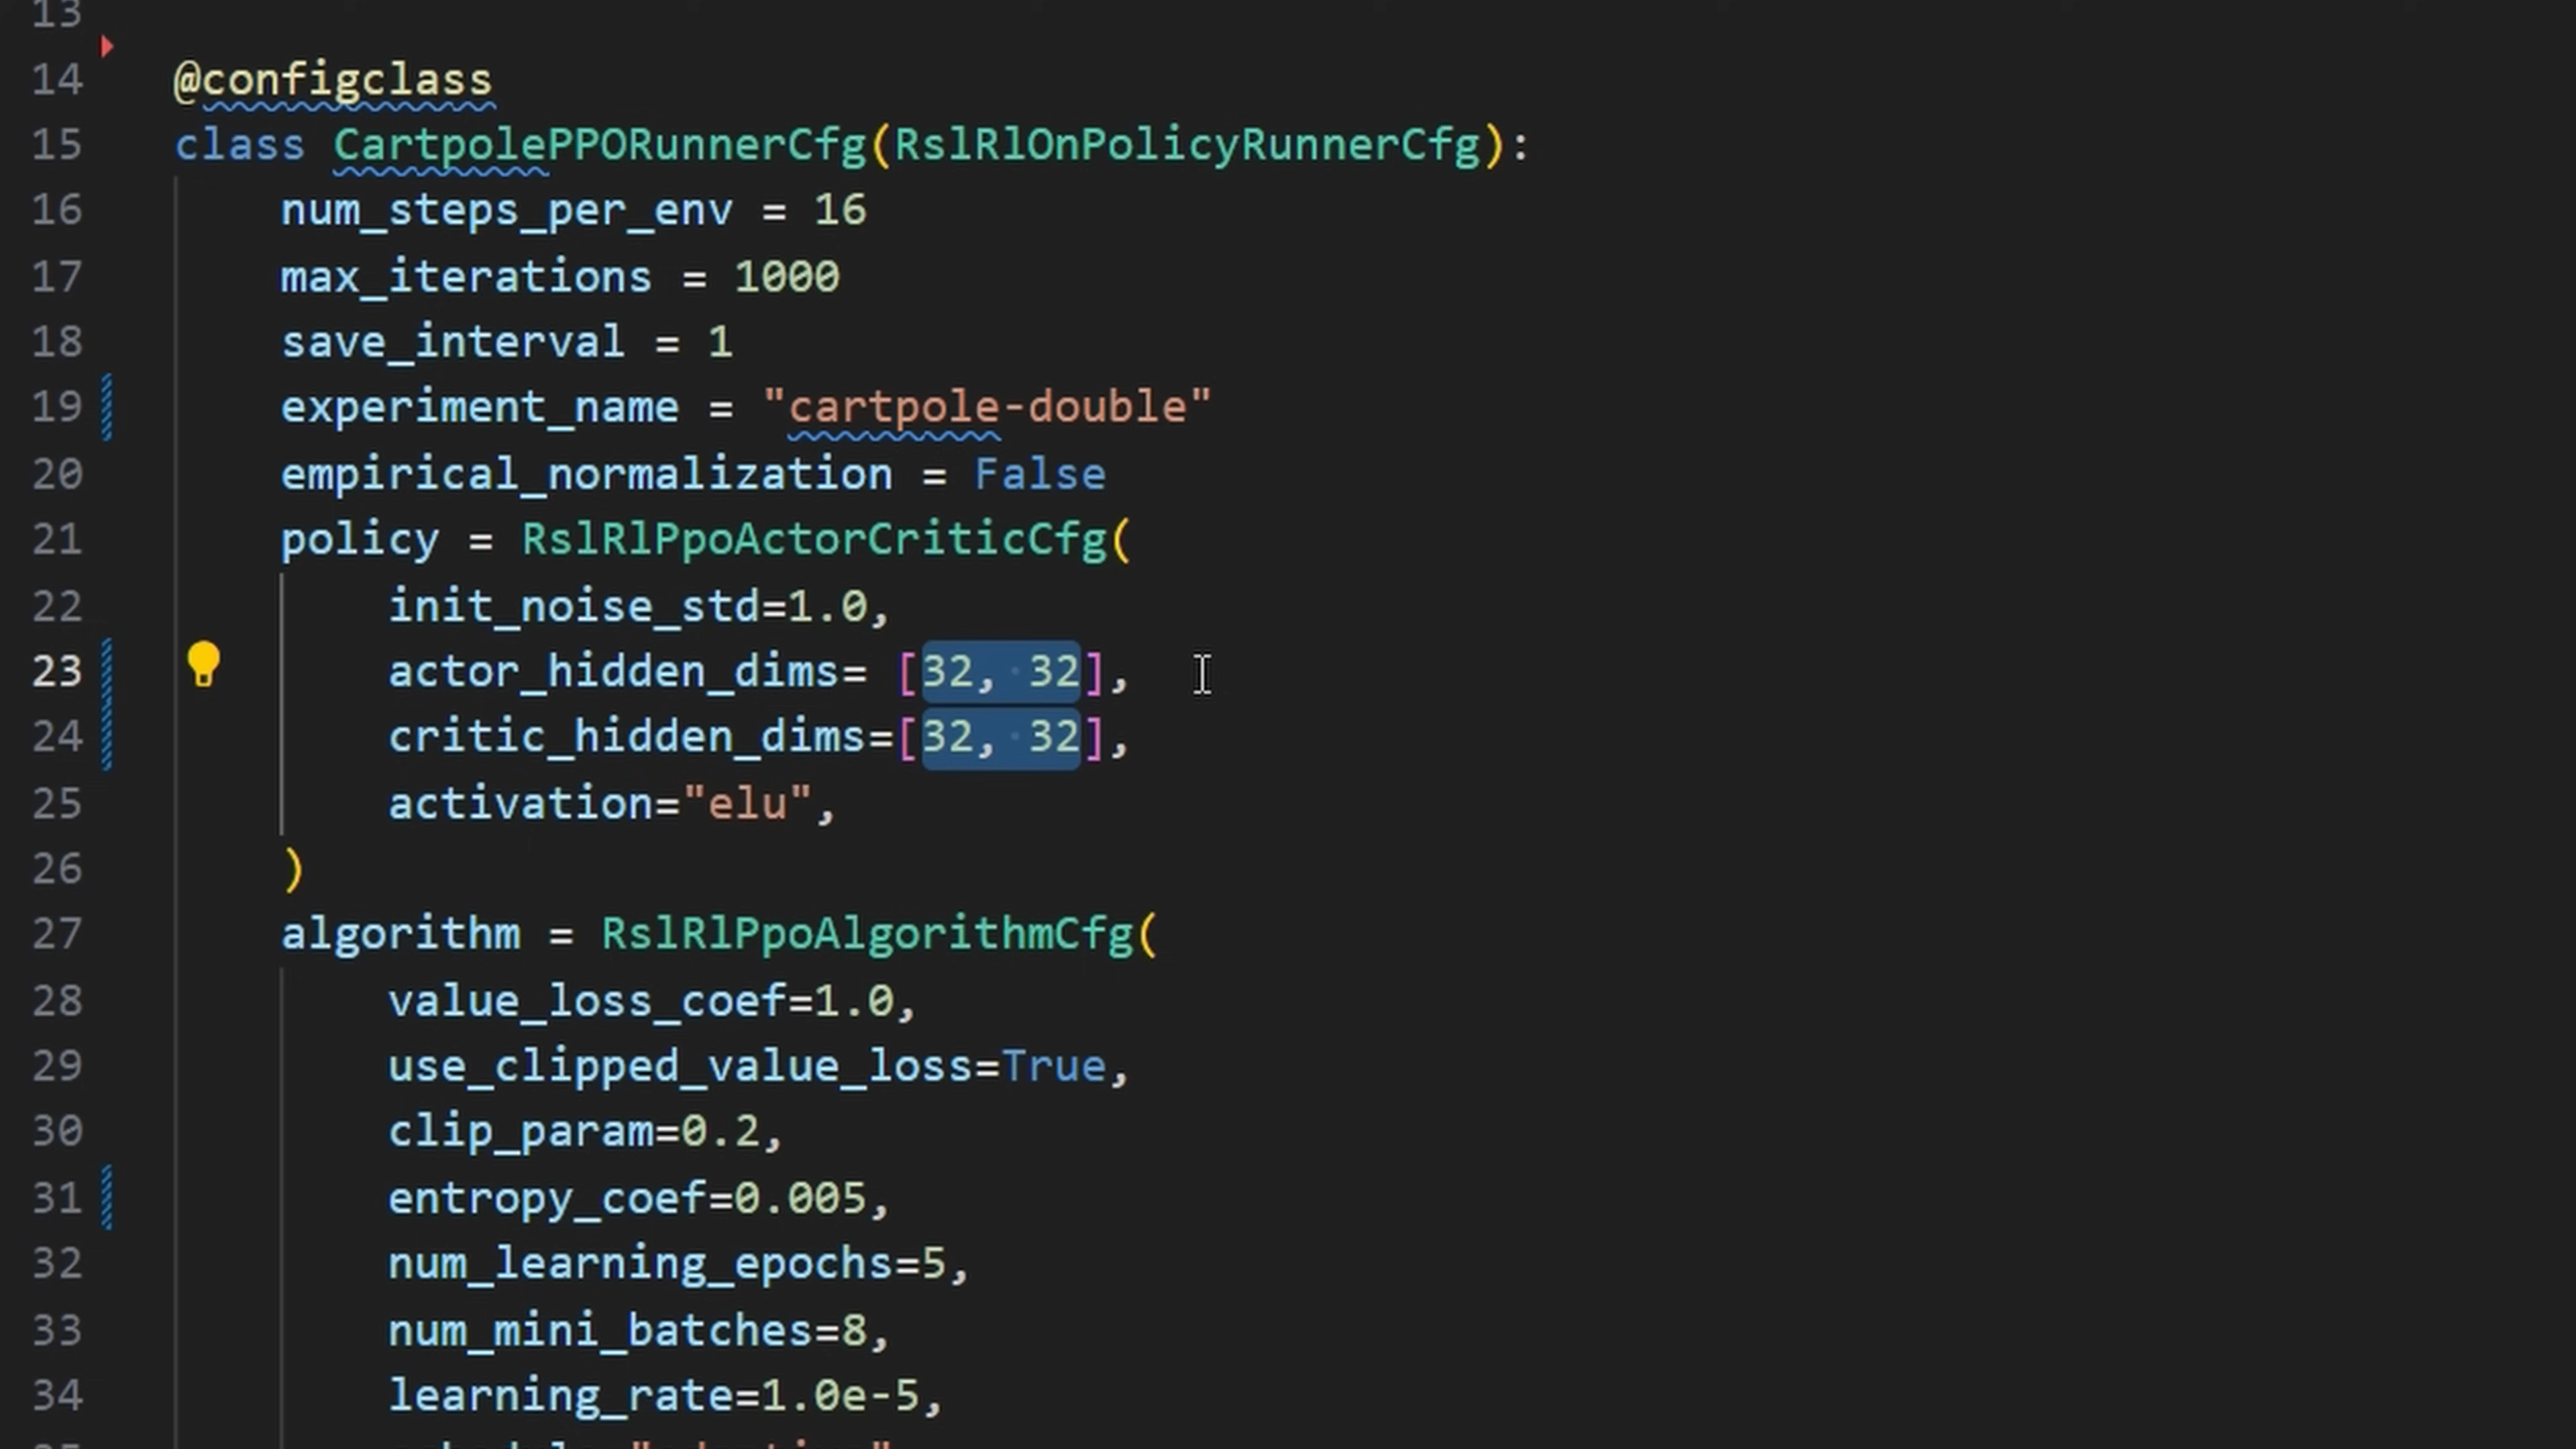 13
14 @configclass
15 class CartpolePPORunnerCfg(RslRlOnPolicyRunnerCfg):
16 num_steps_per_env = 16
17 max_iterations = 1000
18 save_interval = 1
19 experiment_name = "cartpole-double"
20 empirical_normalization = False
21 policy = RslRlPpoActorCriticCfg(
22 init_noise_std=1.0,
23 actor_hidden_dims= [32, 32],
24 critic_hidden_dims=[32, 32],
25 activation="elu",
26 )
27 algorithm = RslRlPpoAlgorithmCfg(
28 value_loss_coef=1.0,
29 use_clipped_value_loss=True,
30 clip_param=0.2,
31 entropy_coef=0.005,
32 num_learning_epochs=5,
33 num_mini_batches=8,
34 learning_rate=1.0e-5,